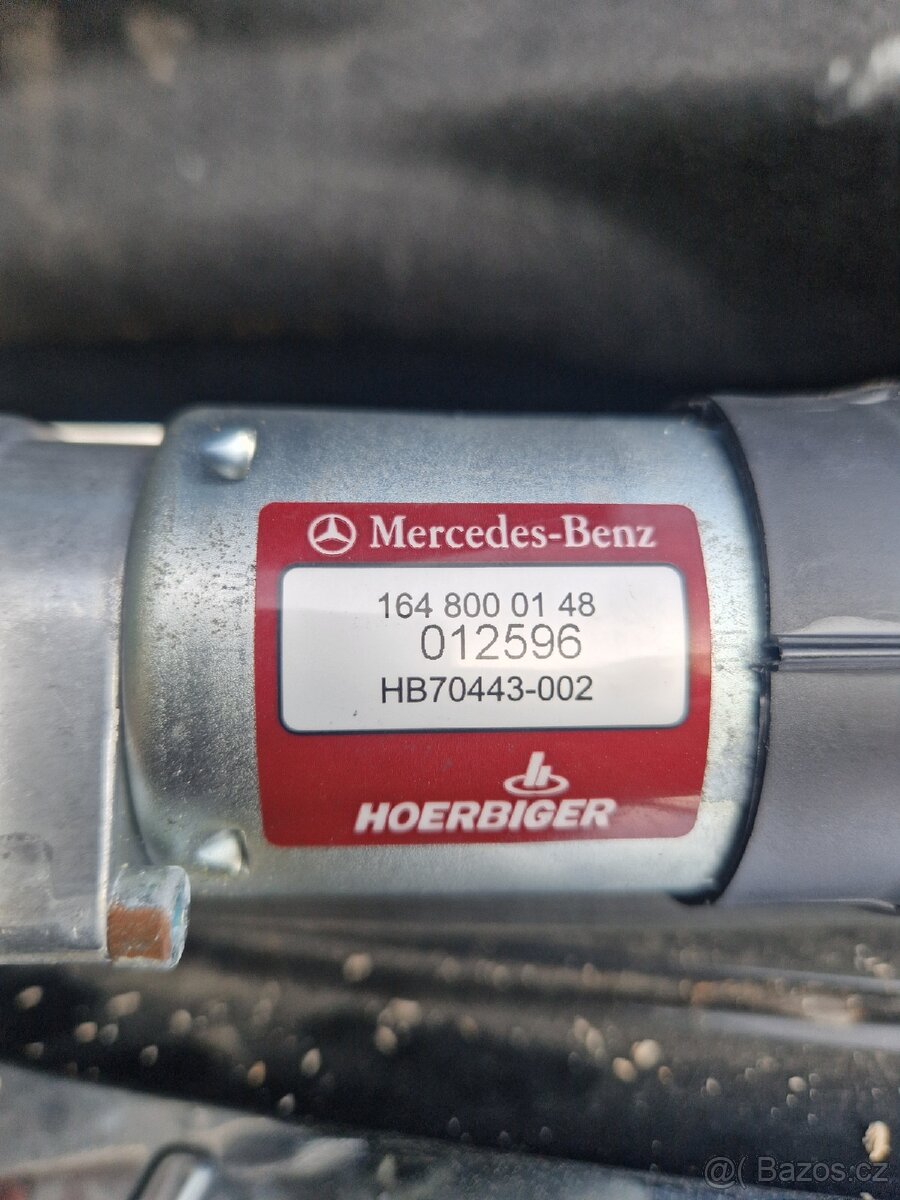 Mercedes-Benz
164 800 01 48
012596
HB70443-002
HOERBIGER
@( Bazos.cz